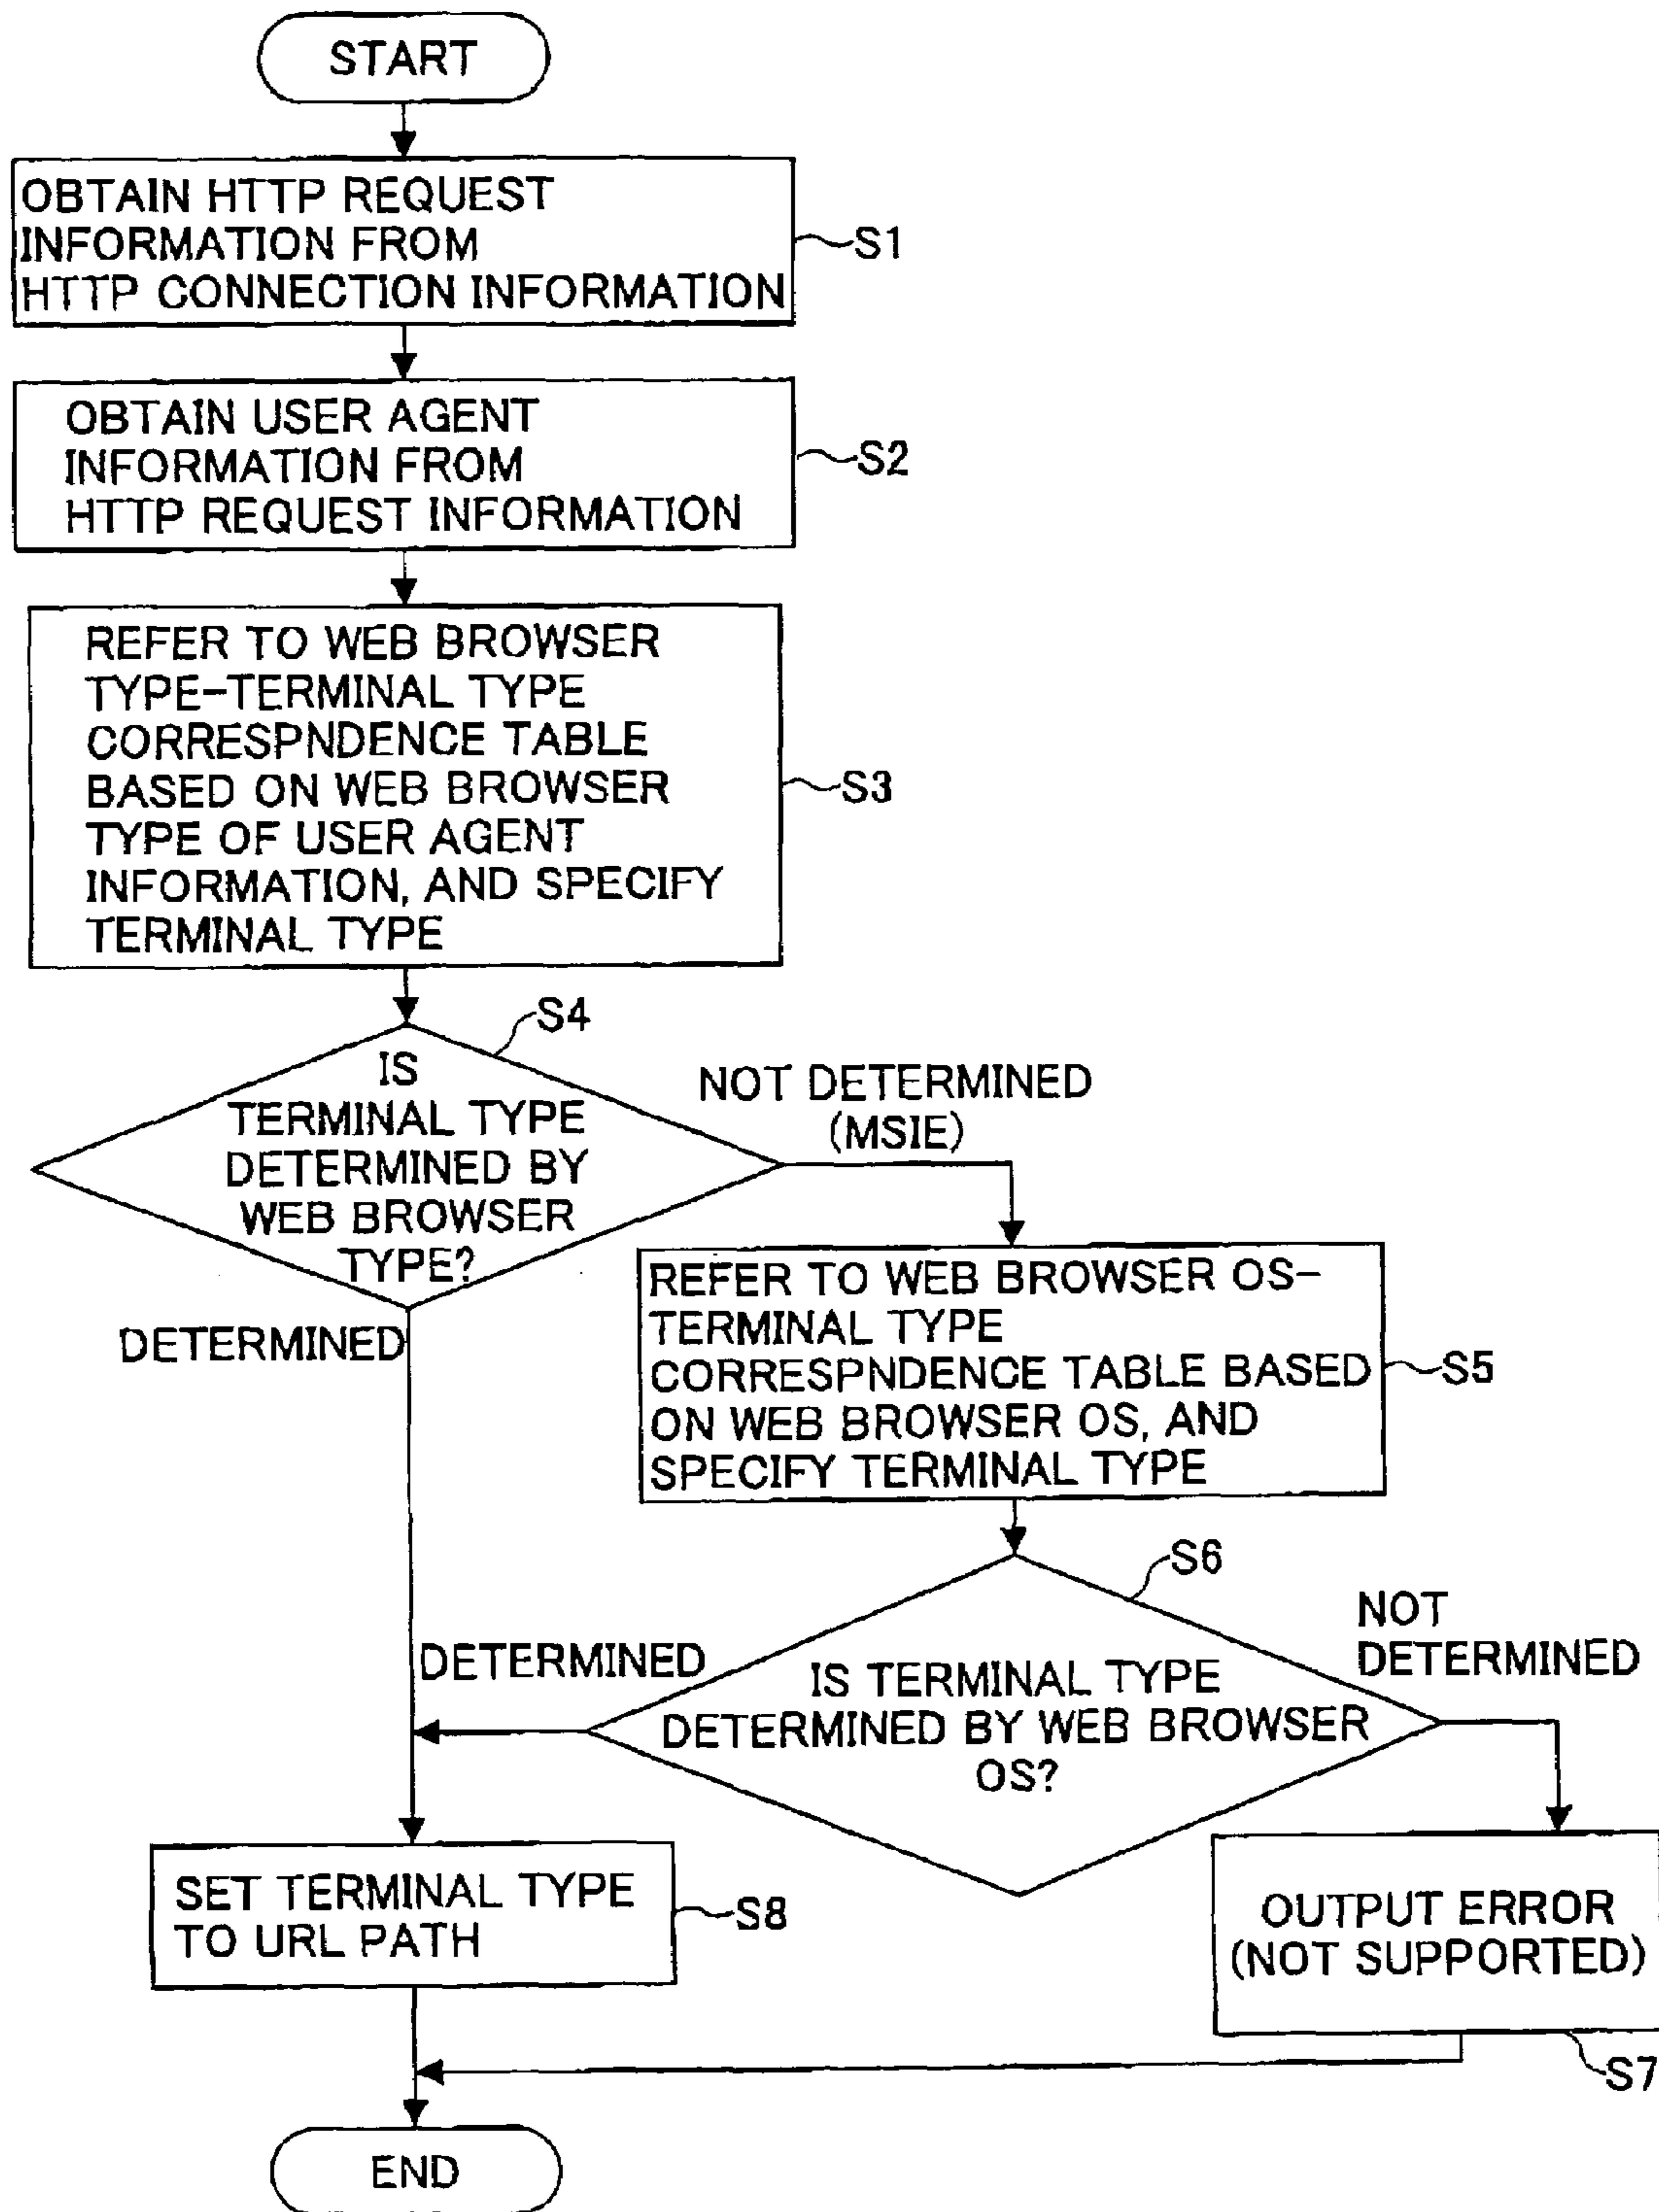 START
OBTAIN HTTP REQUEST
INFORMATION FROM
HTTP CONNECTION INFORMATION
S1
OBTAIN USER AGENT
INFORMATION FROM
HTTP REQUEST INFORMATION
S2
REFER TO WEB BROWSER
TYPE-TERMINAL TYPE
CORRESPNDENCE TABLE
BASED ON WEB BROWSER
TYPE OF USER AGENT
INFORMATION, AND SPECIFY
TERMINAL TYPE
S3
S4
IS
TERMINAL TYPE
DETERMINED BY
WEB BROWSER
TYPE?
NOT DETERMINED
(MSIE)
DETERMINED
REFER TO WEB BROWSER OS-
TERMINAL TYPE
CORRESPNDENCE TABLE BASED
ON WEB BROWSER OS, AND
SPECIFY TERMINAL TYPE
S5
S6
DETERMINED
IS TERMINAL TYPE
DETERMINED BY WEB BROWSER
OS?
NOT
DETERMINED
SET TERMINAL TYPE
TO URL PATH
S8
OUTPUT ERROR
(NOT SUPPORTED)
S7
END